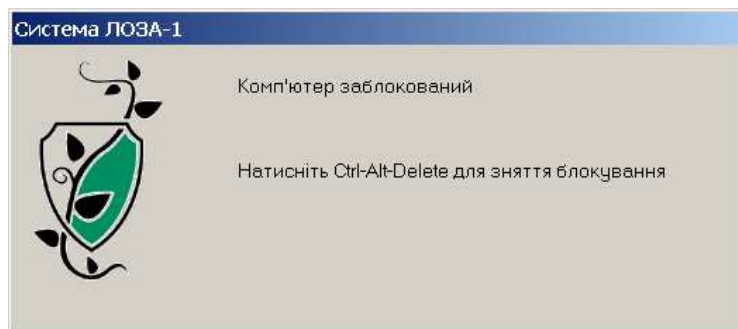 Система ЛОЗА-1
Комп'ютер заблокований
Натисніть Ctrl-Alt-Delete для зняття блокування